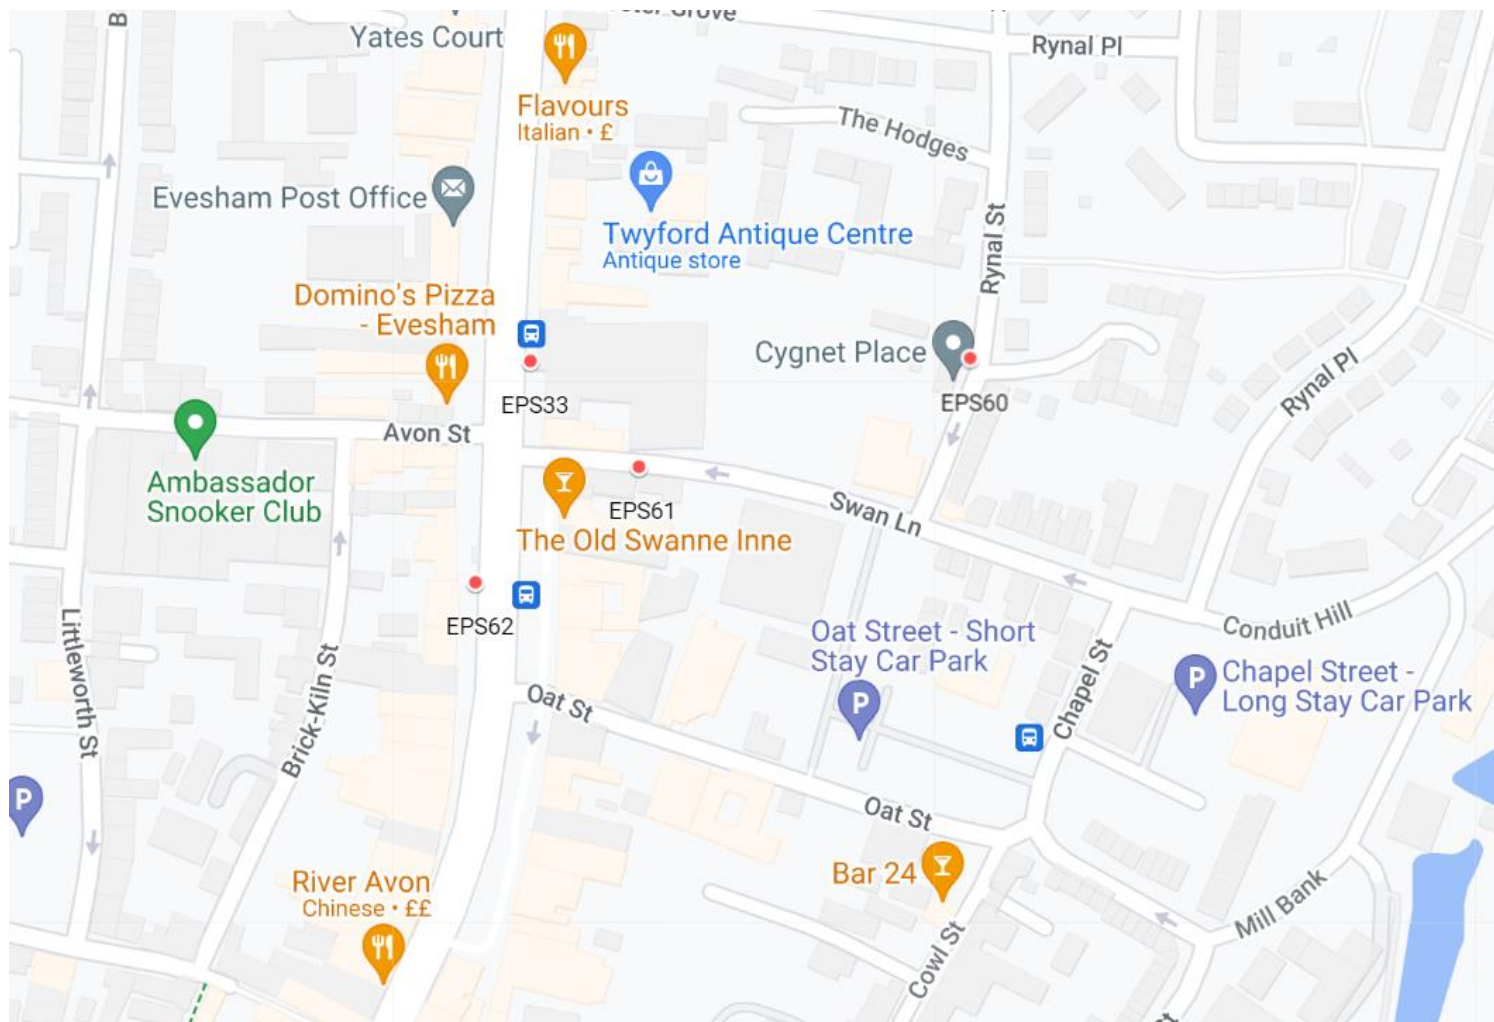 B
Yates Court
Grove
Rynal Pl
Flavours
Italian • £
The Hodges
Evesham Post Office
Twyford Antique Centre
Antique store
Rynal St
Domino's Pizza
- Evesham
Cygnet Place
EPS33
EPS60
Rynal Pl
Avon St
Ambassador
Snooker Club
EPS61
Swan Ln
The Old Swanne Inne
EPS62
Littleworth St
Brick-Kiln St
Oat Street - Short
Stay Car Park
P
Conduit Hill
Chapel St
Chapel Street -
Long Stay Car Park
P
Oat St
P
Oat St
Bar 24
River Avon
Chinese • ££
Mill Bank
Cowl St
St